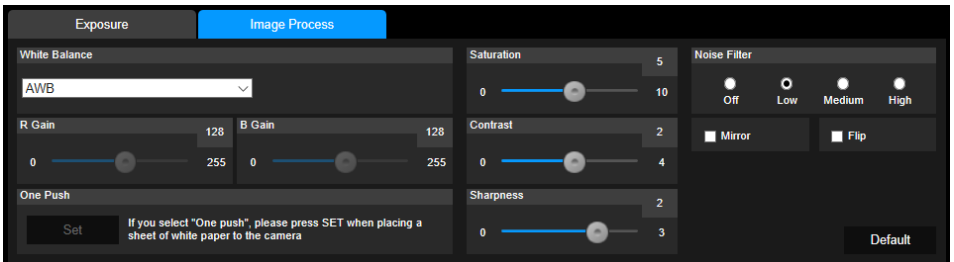 Exposure
Image Process
White Balance
AWB
R Gain
128
0
255
B Gain
128
0
255
One Push
Set
If you select "One push", please press SET when placing a
sheet of white paper to the camera
Saturation
5
0
10
Contrast
2
0
4
Sharpness
2
0
3
Noise Filter
Off
Low
Medium
High
Mirror
Flip
Default